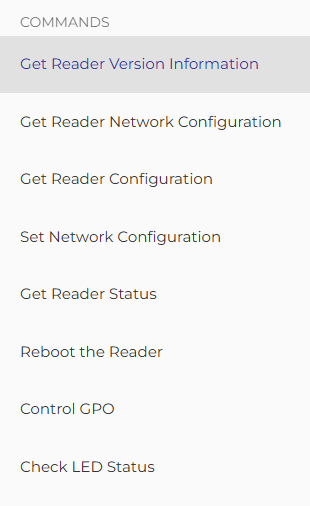 COMMANDS
Get Reader Version Information
Get Reader Network Configuration
Get Reader Configuration
Set Network Configuration
Get Reader Status
Reboot the Reader
Control GPO
Check LED Status